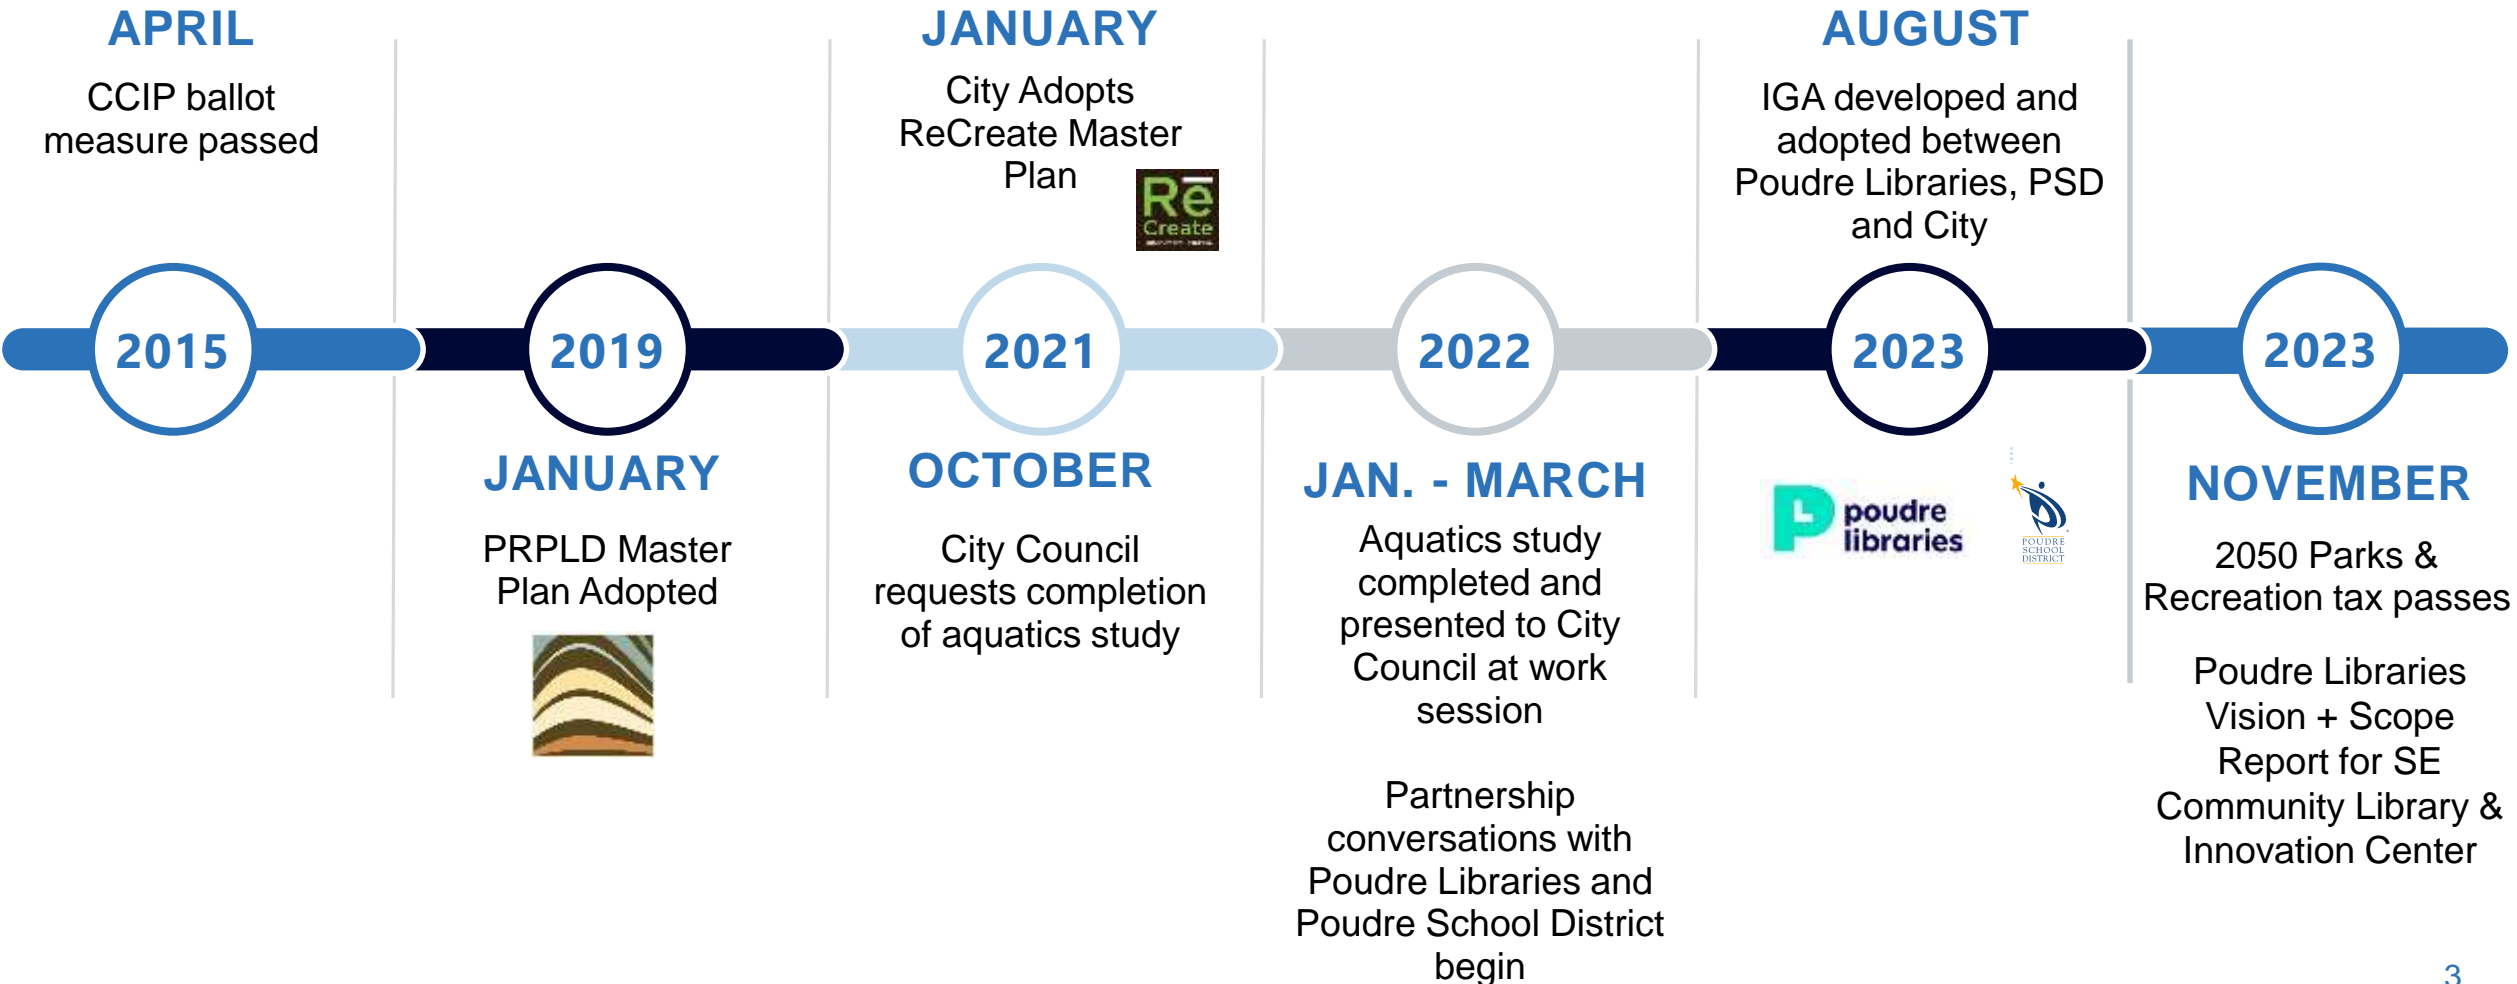 APRIL
CCIP ballot
measure passed
2015
2019
JANUARY
PRPLD Master
Plan Adopted
JANUARY
City Adopts
ReCreate Master
Plan
Rē
Create
2021
OCTOBER
City Council
requests completion
of aquatics study
2022
JAN. - MARCH
Aquatics study
completed and
presented to City
Council at work
session
Partnership
conversations with
Poudre Libraries and
Poudre School District
begin
AUGUST
IGA developed and
adopted between
Poudre Libraries, PSD
and City
2023
poudre
libraries
POUDRE
SCHOOL
DISTRICT
2023
NOVEMBER
2050 Parks &
Recreation tax passes
Poudre Libraries
Vision + Scope
Report for SE
Community Library &
Innovation Center
3